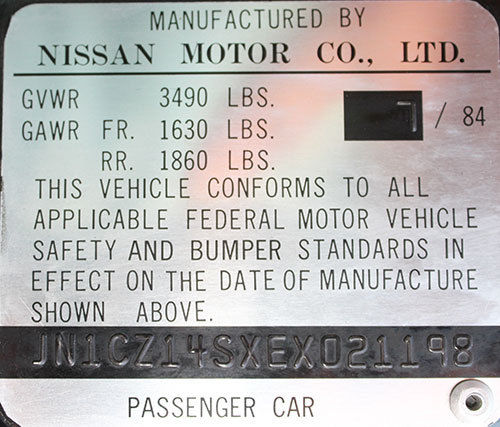 MANUFACTURED BY
NISSAN MOTOR CO., LTD.
GVWR 3490 LBS.
GAWR FR. 1630 LBS. 7 / 84
RR. 1860 LBS.
THIS VEHICLE CONFORMS TO ALL
APPLICABLE FEDERAL MOTOR VEHICLE
SAFETY AND BUMPER STANDARDS IN
EFFECT ON THE DATE OF MANUFACTURE
SHOWN ABOVE.
JN1CZ14SXEX021198
PASSENGER CAR